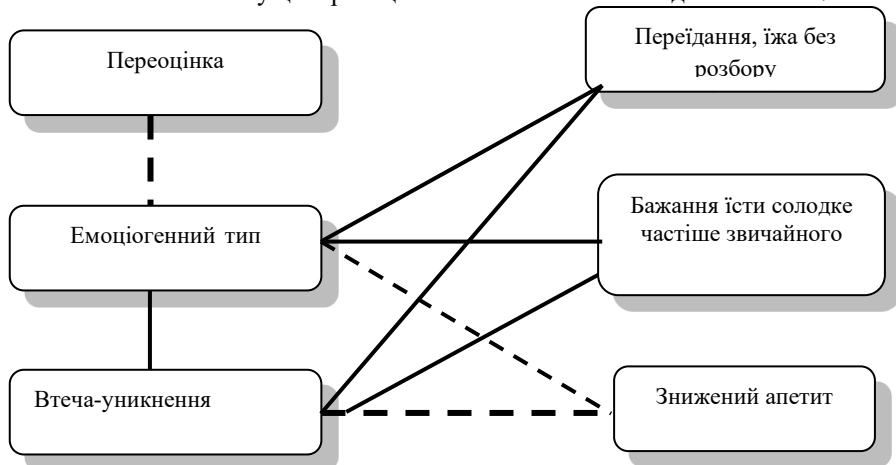 Переоцінка
Переїдання, їжа без
розбору
Емоціогенний тип
Бажання їсти солодке
частіше звичайного
Втеча-уникнення
Знижений апетит